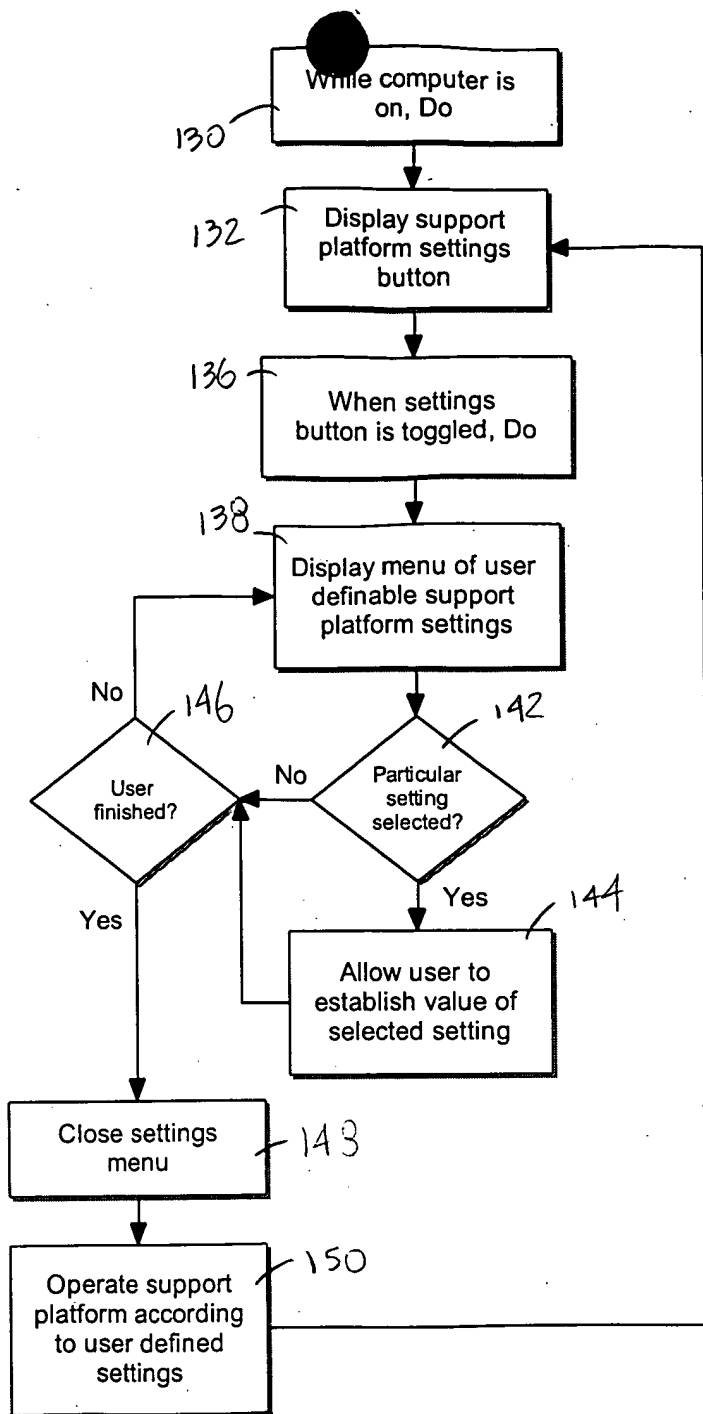 While computer is
on, Do
130
132
Display support
platform settings
button
136
When settings
button is toggled, Do
138
Display menu of user
definable support
platform settings
No
146
142
User
finished?
No
Particular
setting
selected?
Yes
Yes
144
Allow user to
establish value of
selected setting
Close settings
menu
148
Operate support
platform according
to user defined
settings
150